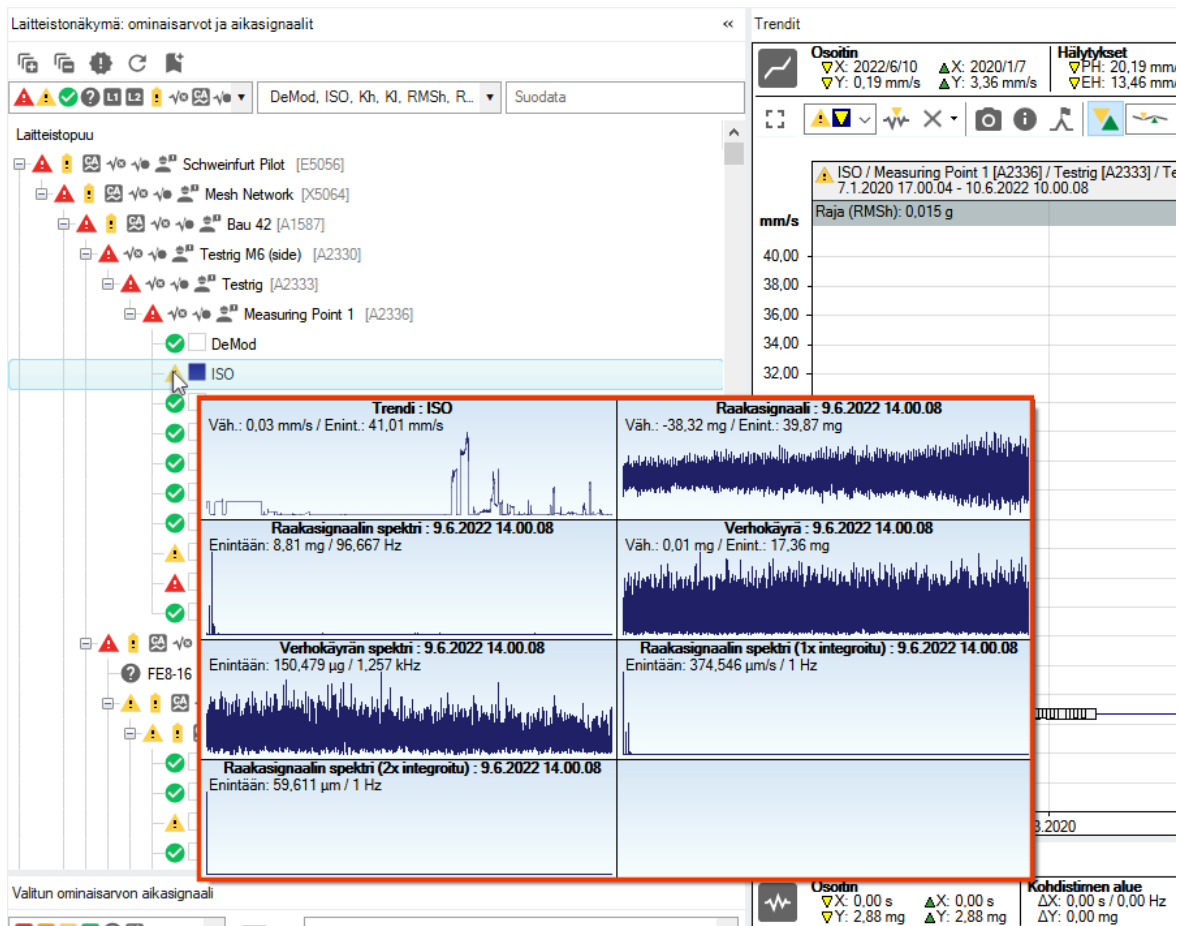 Laitteistonäkymä: ominaisarvot ja aikasignaalit
«
L1 L2
DeMod, ISO, Kh, Kl, RMSh, R...
Suodata
Laitteistopuu
Schweinfurt Pilot [E5056]
Mesh Network [X5064]
Bau 42 [A1587]
Testrig M6 (side) [A2330]
Testrig [A2333]
Measuring Point 1 [A2336]
DeMod
ISO
FE8-16
Trendi : ISO
Väh.: 0,03 mm/s / Enint.: 41,01 mm/s
Raakasignaali : 9.6.2022 14.00.08
Väh.: -38,32 mg / Enint.: 39,87 mg
Raakasignaalin spektri : 9.6.2022 14.00.08
Enintään: 8,81 mg / 96,667 Hz
Verhokäyrä : 9.6.2022 14.00.08
Väh.: 0,01 mg / Enint.: 17,36 mg
Verhokäyrän spektri : 9.6.2022 14.00.08
Enintään: 150,479 µg / 1,257 kHz
Raakasignaalin spektri (1x integroitu) : 9.6.2022 14.00.08
Enintään: 374,546 µm/s / 1 Hz
Raakasignaalin spektri (2x integroitu) : 9.6.2022 14.00.08
Enintään: 59,611 µm / 1 Hz
Valitun ominaisarvon aikasignaali
Trendit
Osoitin
X: 2022/6/10 X: 2020/1/7
Y: 0,19 mm/s Y: 3,36 mm/s
Hälytykset
PH: 20,19 mm/
EH: 13,46 mm/
ISO / Measuring Point 1 [A2336] / Testrig [A2333] / Te
7.1.2020 17.00.04 - 10.6.2022 10.00.08
mm/s
Raja (RMSh): 0,015 g
40,00
38,00
36,00
34,00
32,00
3.2020
Osoitin
X: 0,00 s X: 0,00 s
Y: 2,88 mg Y: 2,88 mg
Kohdistimen alue
ΔX: 0,00 s / 0,00 Hz
ΔY: 0,00 mg